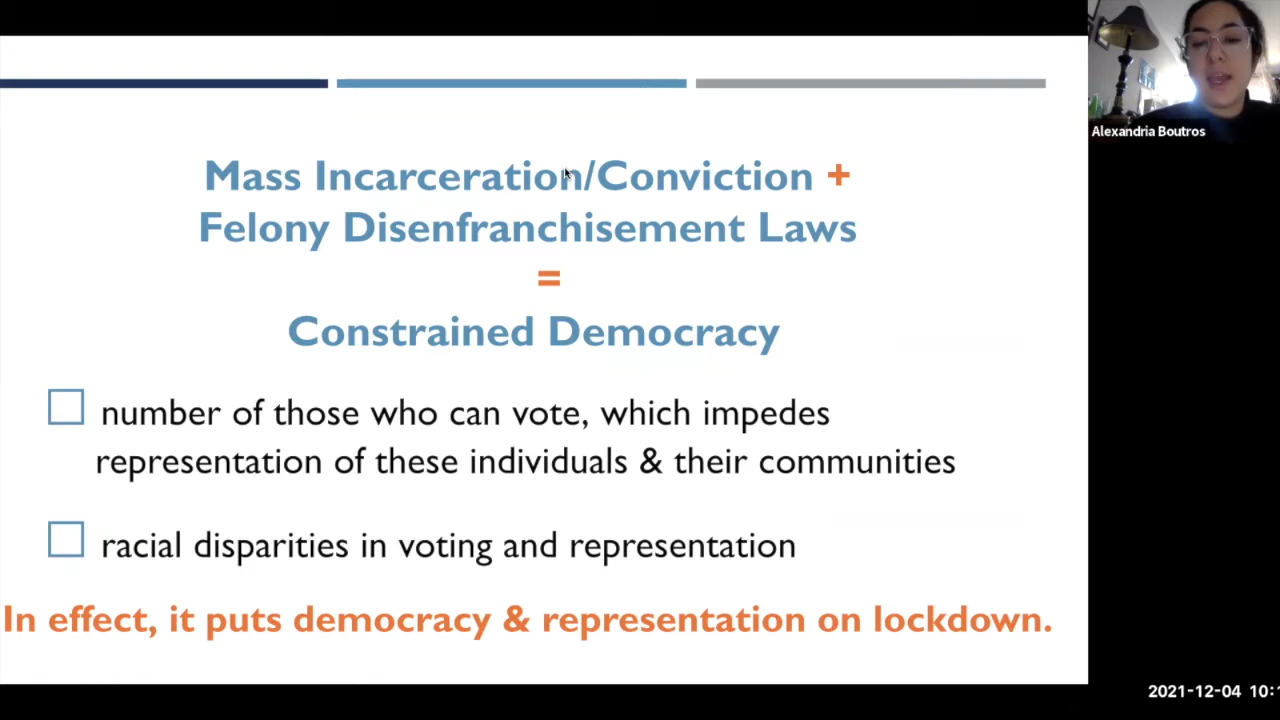 Mass Incarceration/Conviction +
Felony Disenfranchisement Laws
=
Constrained Democracy
number of those who can vote, which impedes
representation of these individuals & their communities
racial disparities in voting and representation
In effect, it puts democracy & representation on lockdown.
Alexandria Boutros
2021-12-04 10:1